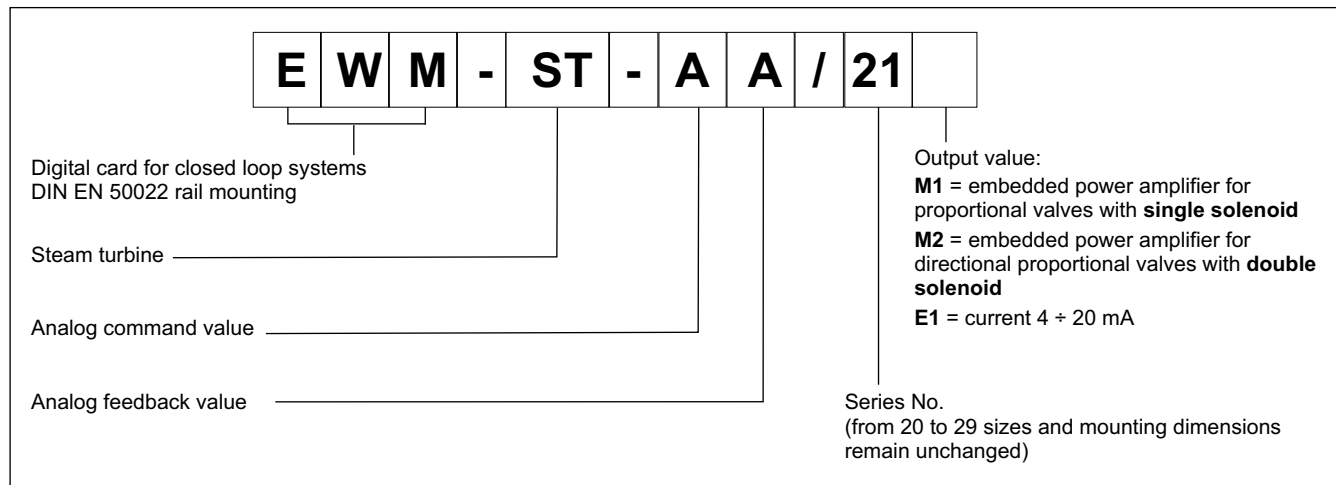 E W M - ST - A A / 21
Digital card for closed loop systems
DIN EN 50022 rail mounting
Steam turbine
Analog command value
Analog feedback value
Output value:
M1 = embedded power amplifier for
proportional valves with single solenoid
M2 = embedded power amplifier for
directional proportional valves with double
solenoid
E1 = current 4 ÷ 20 mA
Series No.
(from 20 to 29 sizes and mounting dimensions
remain unchanged)